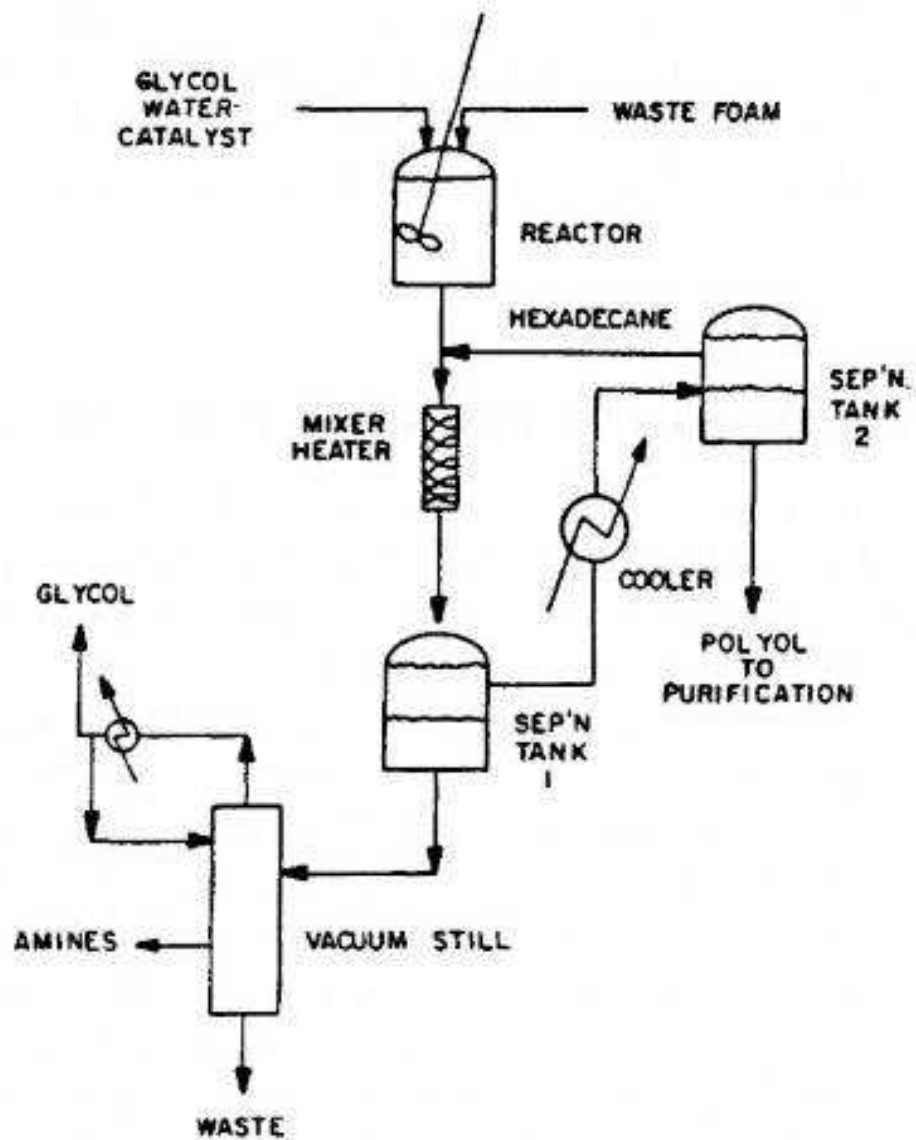 GLYCOL
WATER-
CATALYST
WASTE FOAM
REACTOR
HEXADECANE
SEP'N.
TANK
2
MIXER
HEATER
COOLER
GLYCOL
POLYOL
TO
PURIFICATION
SEP'N
TANK
1
AMINES
VACUUM STILL
WASTE